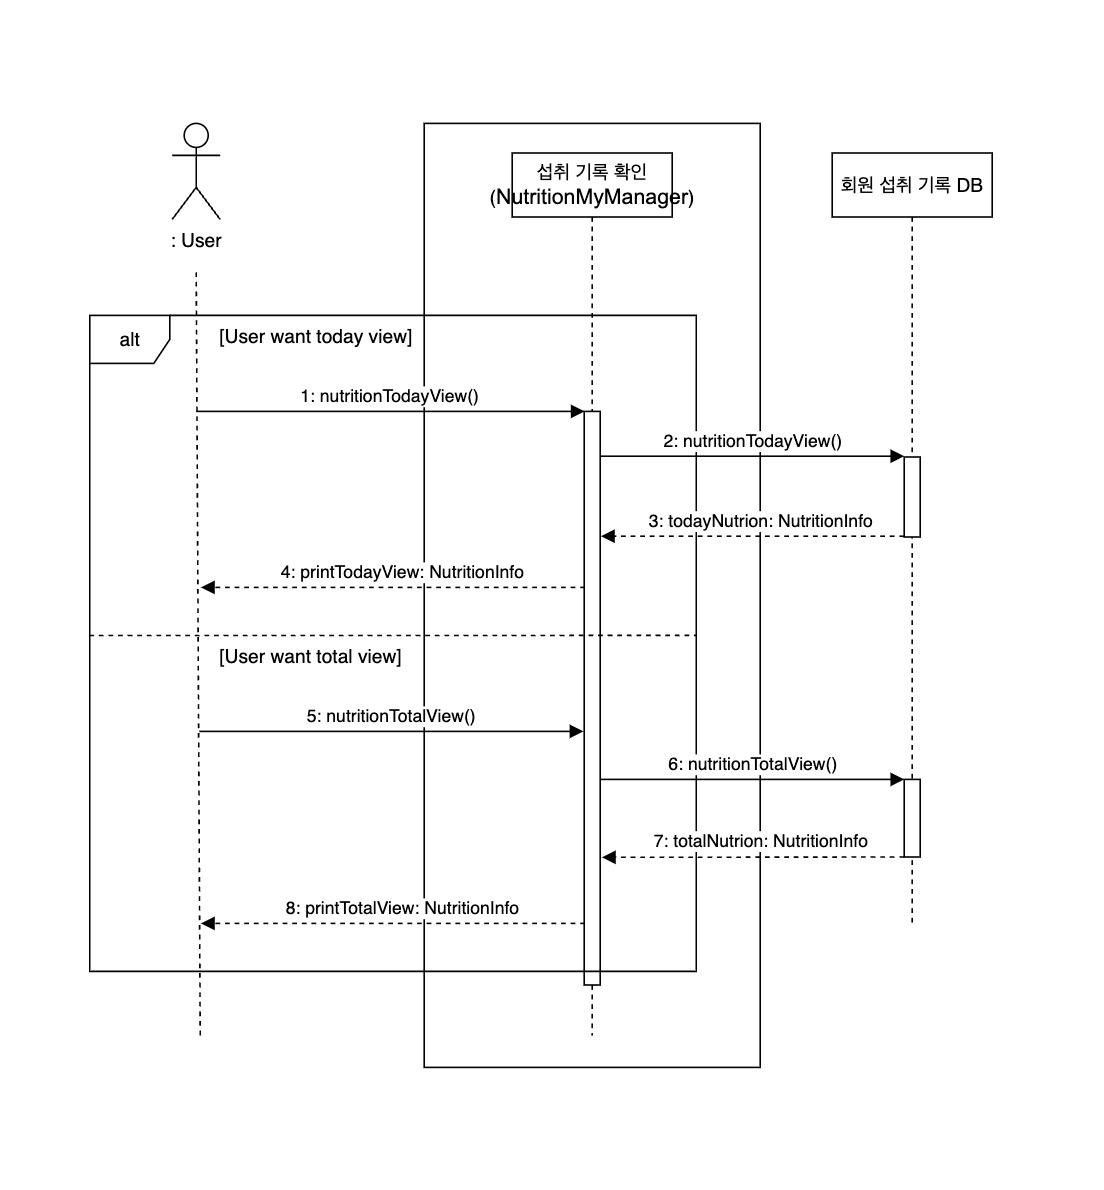 섭취 기록 확인
(NutritionMyManager)
회원 섭취 기록 DB
: User
alt
[User want today view]
1: nutritionTodayView()
2: nutritionTodayView()
3: todayNutrion: NutritionInfo
4: printTodayView: NutritionInfo
[User want total view]
5: nutritionTotalView()
6: nutritionTotalView()
7: totalNutrion: NutritionInfo
8: printTotalView: NutritionInfo